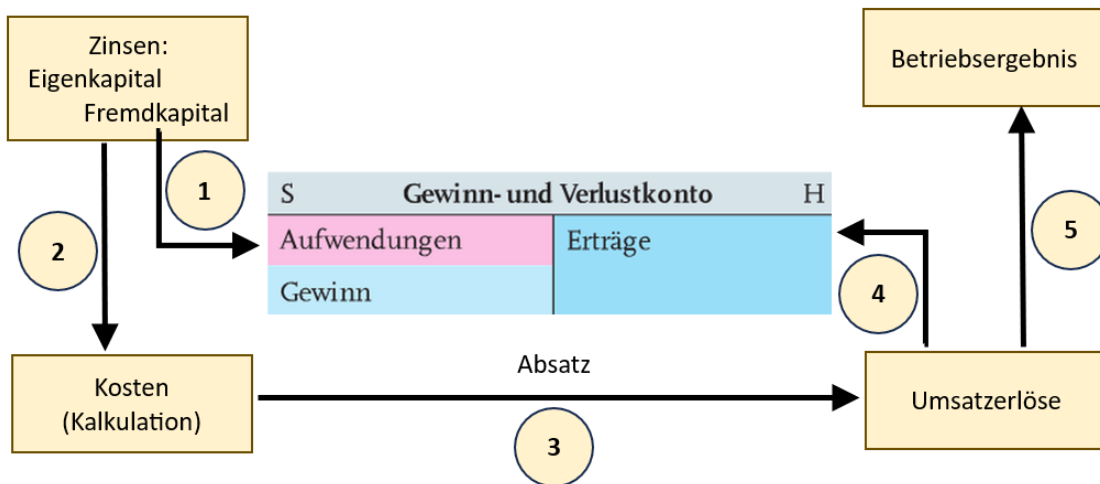 Zinsen:
Eigenkapital
Fremdkapital
Betriebsergebnis
1
S Gewinn- und Verlustkonto H
2
Aufwendungen Erträge
5
Gewinn
4
Absatz
Kosten
(Kalkulation)
Umsatzerlöse
3